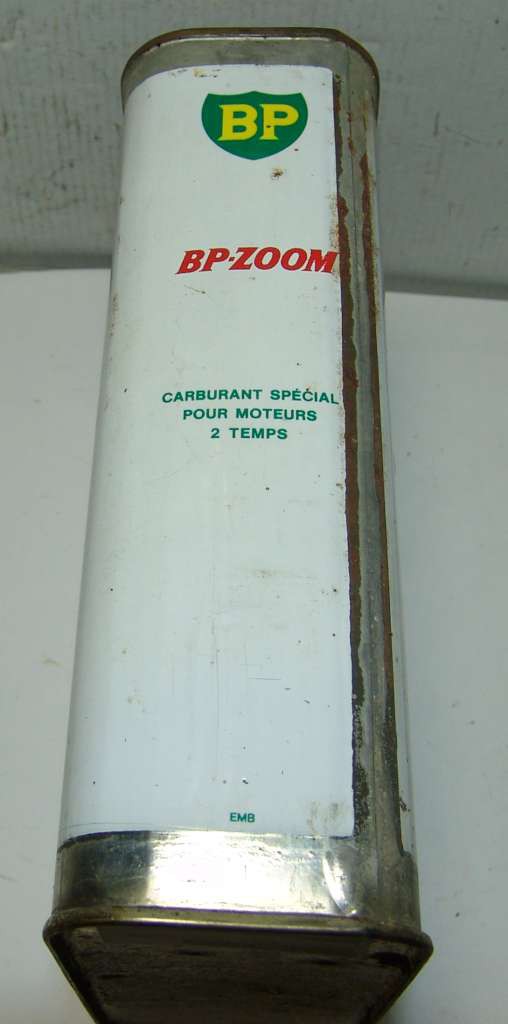 BP
BP-ZOOM
CARBURANT SPÉCIAL
POUR MOTEURS
2 TEMPS
EMB